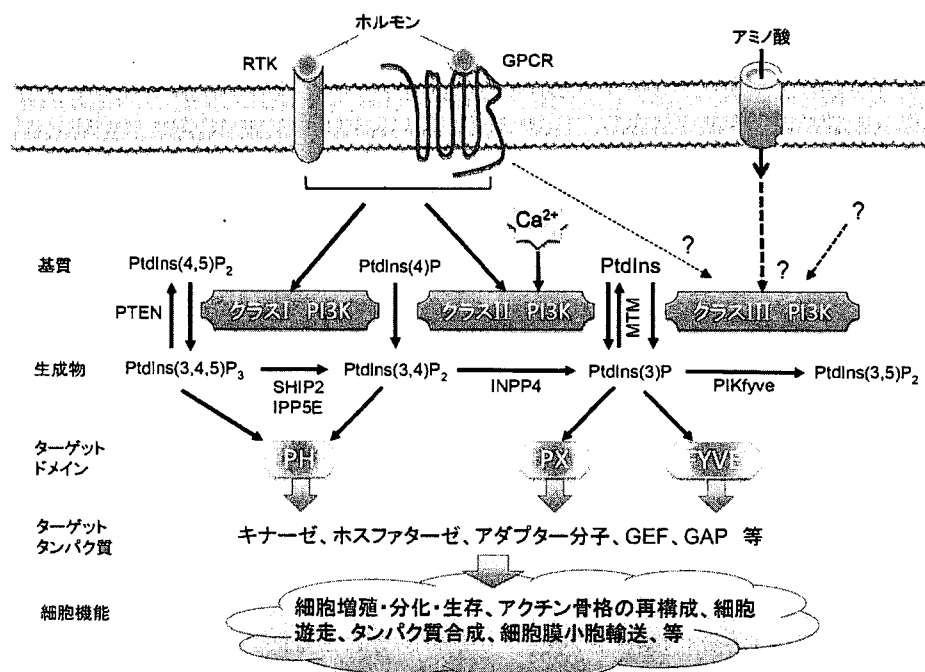 ホルモン
RTK
GPCR
アミノ酸
Ca²⁺
?
?
?
基質
PtdIns(4,5)P₂
PtdIns(4)P
PtdIns
PTEN
クラスI PI3K
クラスII PI3K
MTM
クラスIII PI3K
生成物
PtdIns(3,4,5)P₃
SHIP2
IPP5E
PtdIns(3,4)P₂
INPP4
PtdIns(3)P
PIKfyve
PtdIns(3,5)P₂
ターゲット
ドメイン
PH
PX
FYVE
ターゲット
タンパク質
キナーゼ、ホスファターゼ、アダプター分子、GEF、GAP 等
細胞機能
細胞増殖・分化・生存、アクチン骨格の再構成、細胞
遊走、タンパク質合成、細胞膜小胞輸送、等